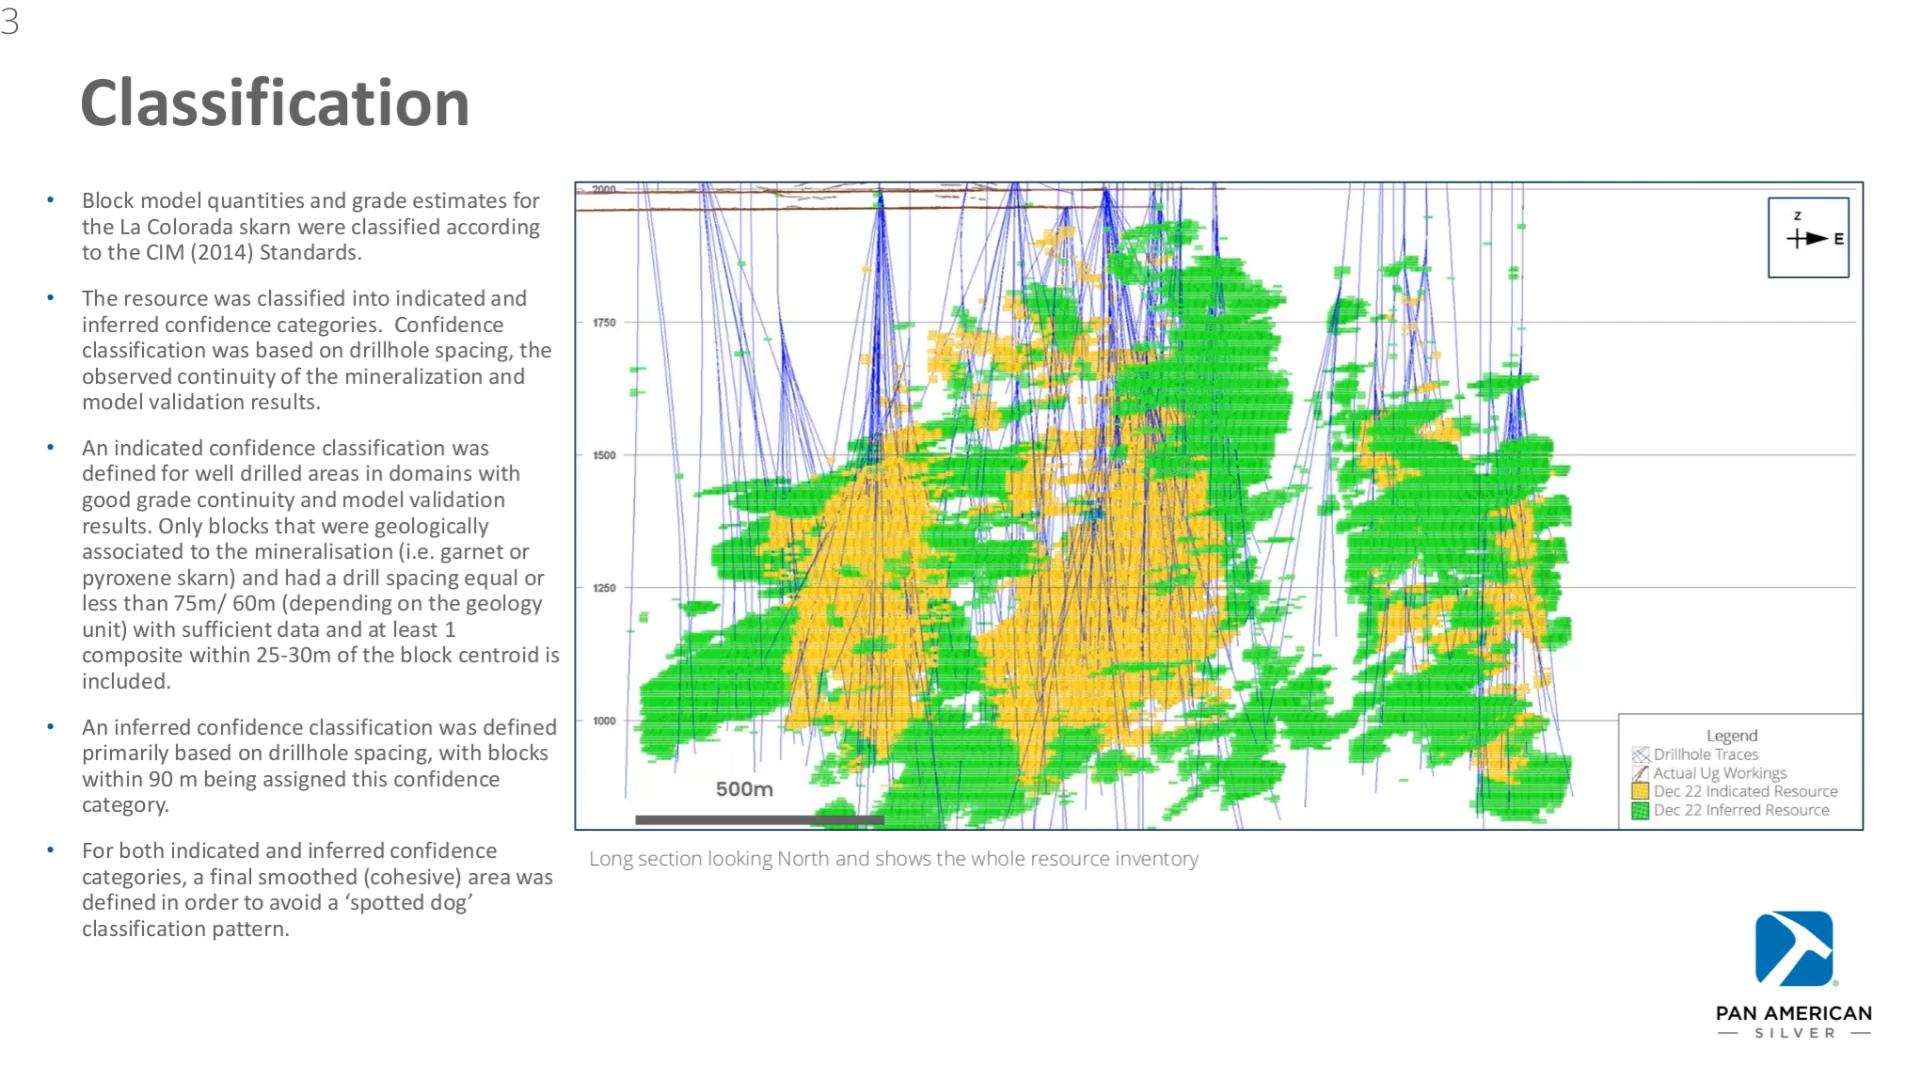 3
Classification
• Block model quantities and grade estimates for
the La Colorada skarn were classified according
to the CIM (2014) Standards.
• The resource was classified into indicated and
inferred confidence categories.  Confidence
classification was based on drillhole spacing, the
observed continuity of the mineralization and
model validation results.
• An indicated confidence classification was
defined for well drilled areas in domains with
good grade continuity and model validation
results. Only blocks that were geologically
associated to the mineralisation (i.e. garnet or
pyroxene skarn) and had a drill spacing equal or
less than 75m/ 60m (depending on the geology
unit) with sufficient data and at least 1
composite within 25-30m of the block centroid is
included.
• An inferred confidence classification was defined
primarily based on drillhole spacing, with blocks
within 90 m being assigned this confidence
category.
• For both indicated and inferred confidence
categories, a final smoothed (cohesive) area was
defined in order to avoid a ‘spotted dog’
classification pattern.
2000
1750
1500
1250
1000
Z
E
500m
Legend
Drillhole Traces
Actual Ug Workings
Dec 22 Indicated Resource
Dec 22 Inferred Resource
Long section looking North and shows the whole resource inventory
PAN AMERICAN
SILVER